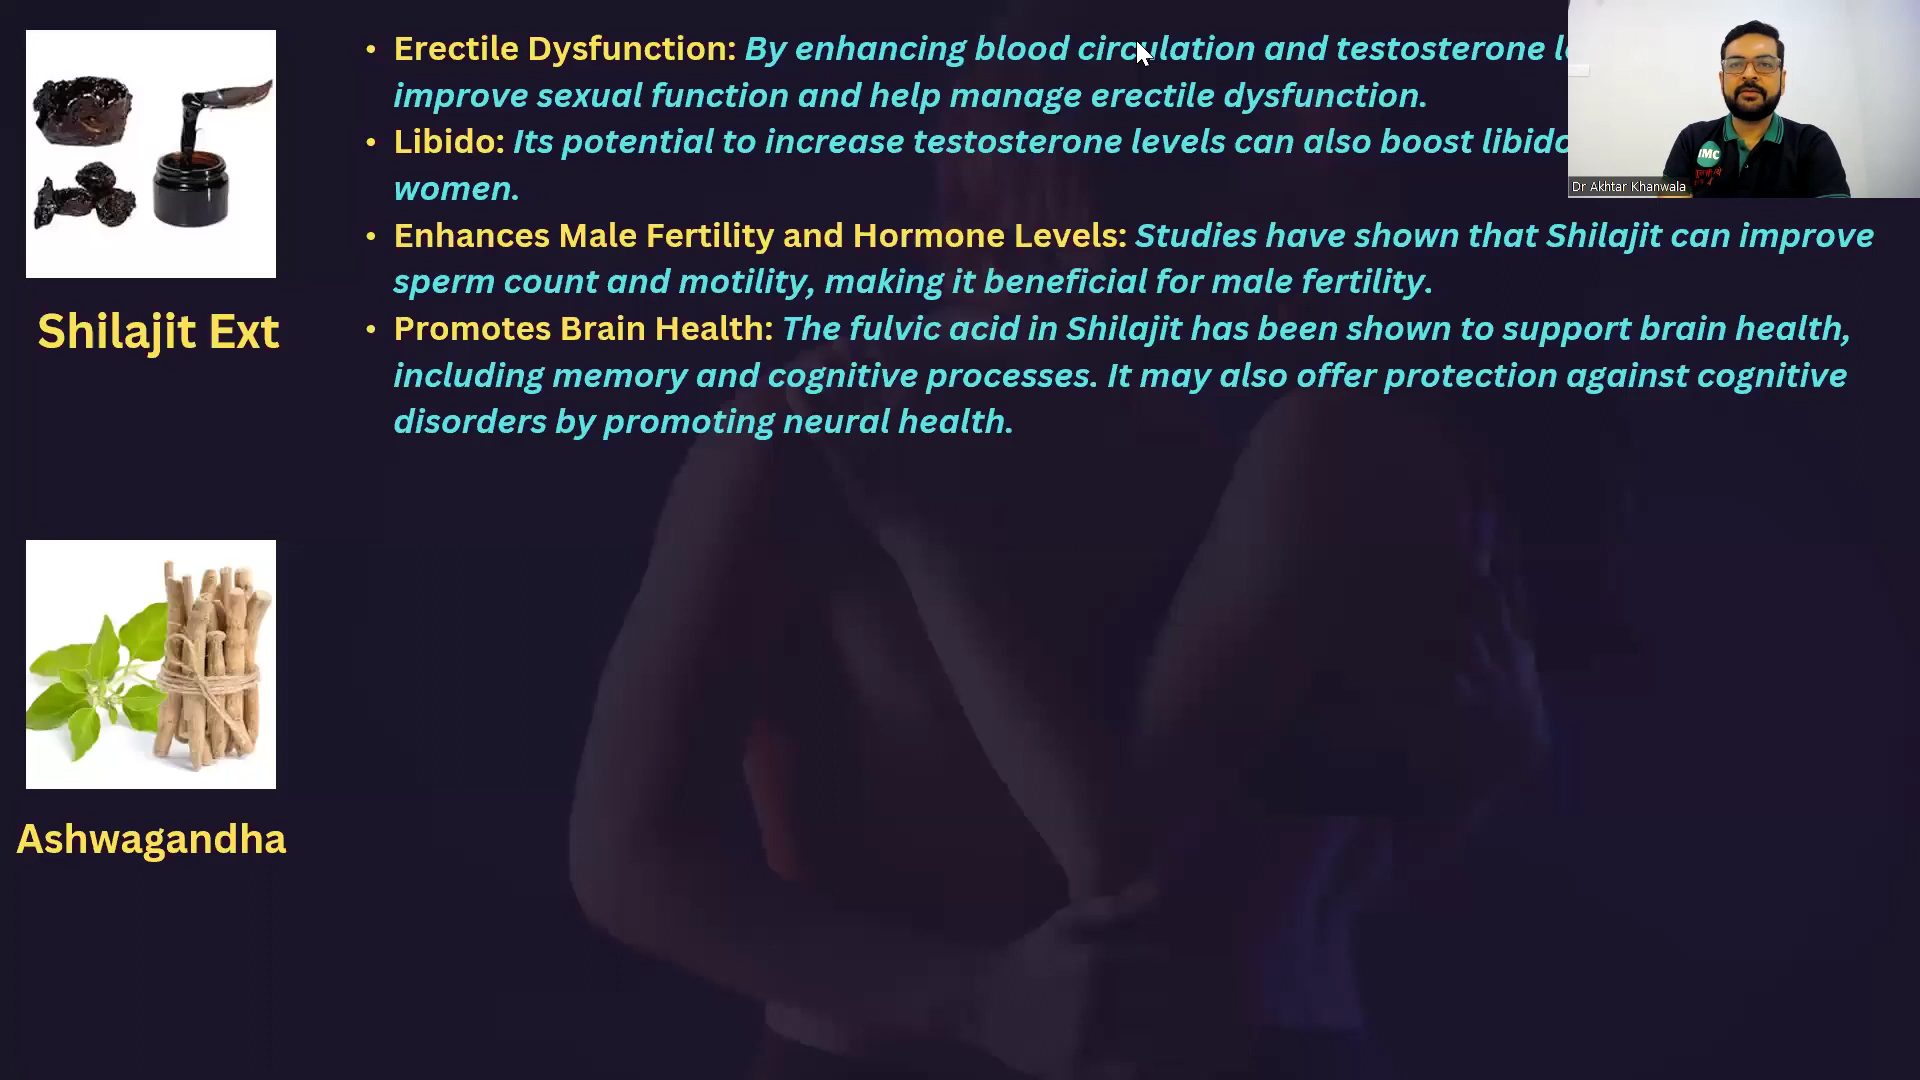 • Erectile Dysfunction: By enhancing blood circulation and testosterone
improve sexual function and help manage erectile dysfunction.
• Libido: Its potential to increase testosterone levels can also boost libido
women.
• Enhances Male Fertility and Hormone Levels: Studies have shown that Shilajit can improve
sperm count and motility, making it beneficial for male fertility.
• Promotes Brain Health: The fulvic acid in Shilajit has been shown to support brain health,
including memory and cognitive processes. It may also offer protection against cognitive
disorders by promoting neural health.
Shilajit Ext
Ashwagandha
IMC
Dr Akhtar Khanwala